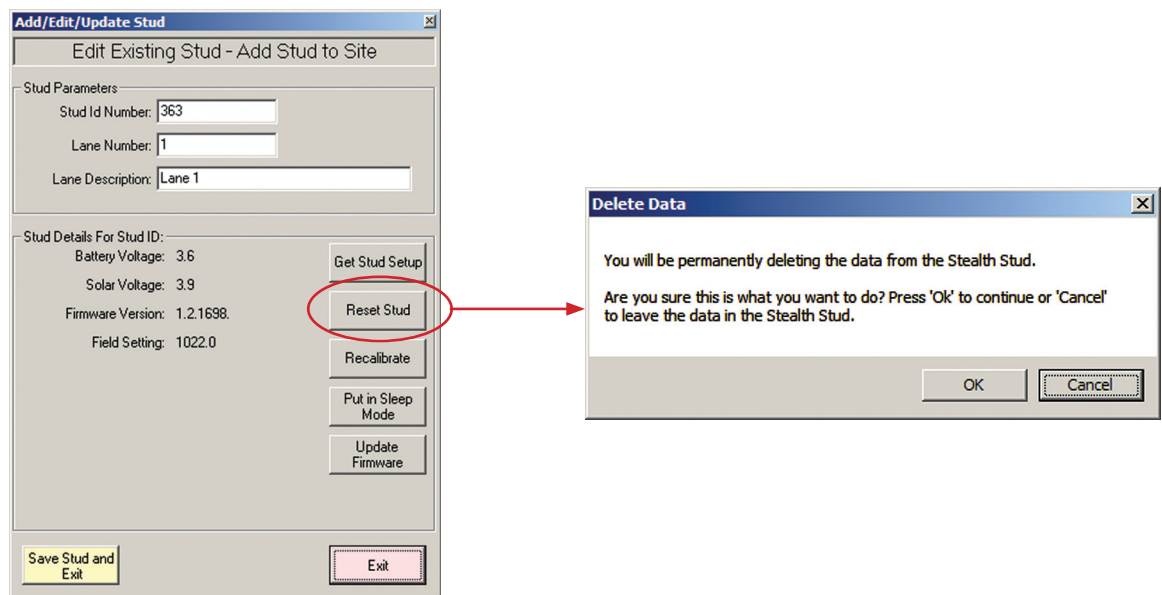 Add/Edit/Update Stud
Edit Existing Stud - Add Stud to Site
Stud Parameters
Stud Id Number: 363
Lane Number: 1
Lane Description: Lane 1
Stud Details For Stud ID:
Battery Voltage: 3.6
Solar Voltage: 3.9
Firmware Version: 1.2.1698.
Field Setting: 1022.0
Get Stud Setup
Reset Stud
Recalibrate
Put in Sleep
Mode
Update
Firmware
Save Stud and
Exit
Exit
Delete Data
You will be permanently deleting the data from the Stealth Stud.
Are you sure this is what you want to do? Press 'Ok' to continue or 'Cancel'
to leave the data in the Stealth Stud.
OK
Cancel